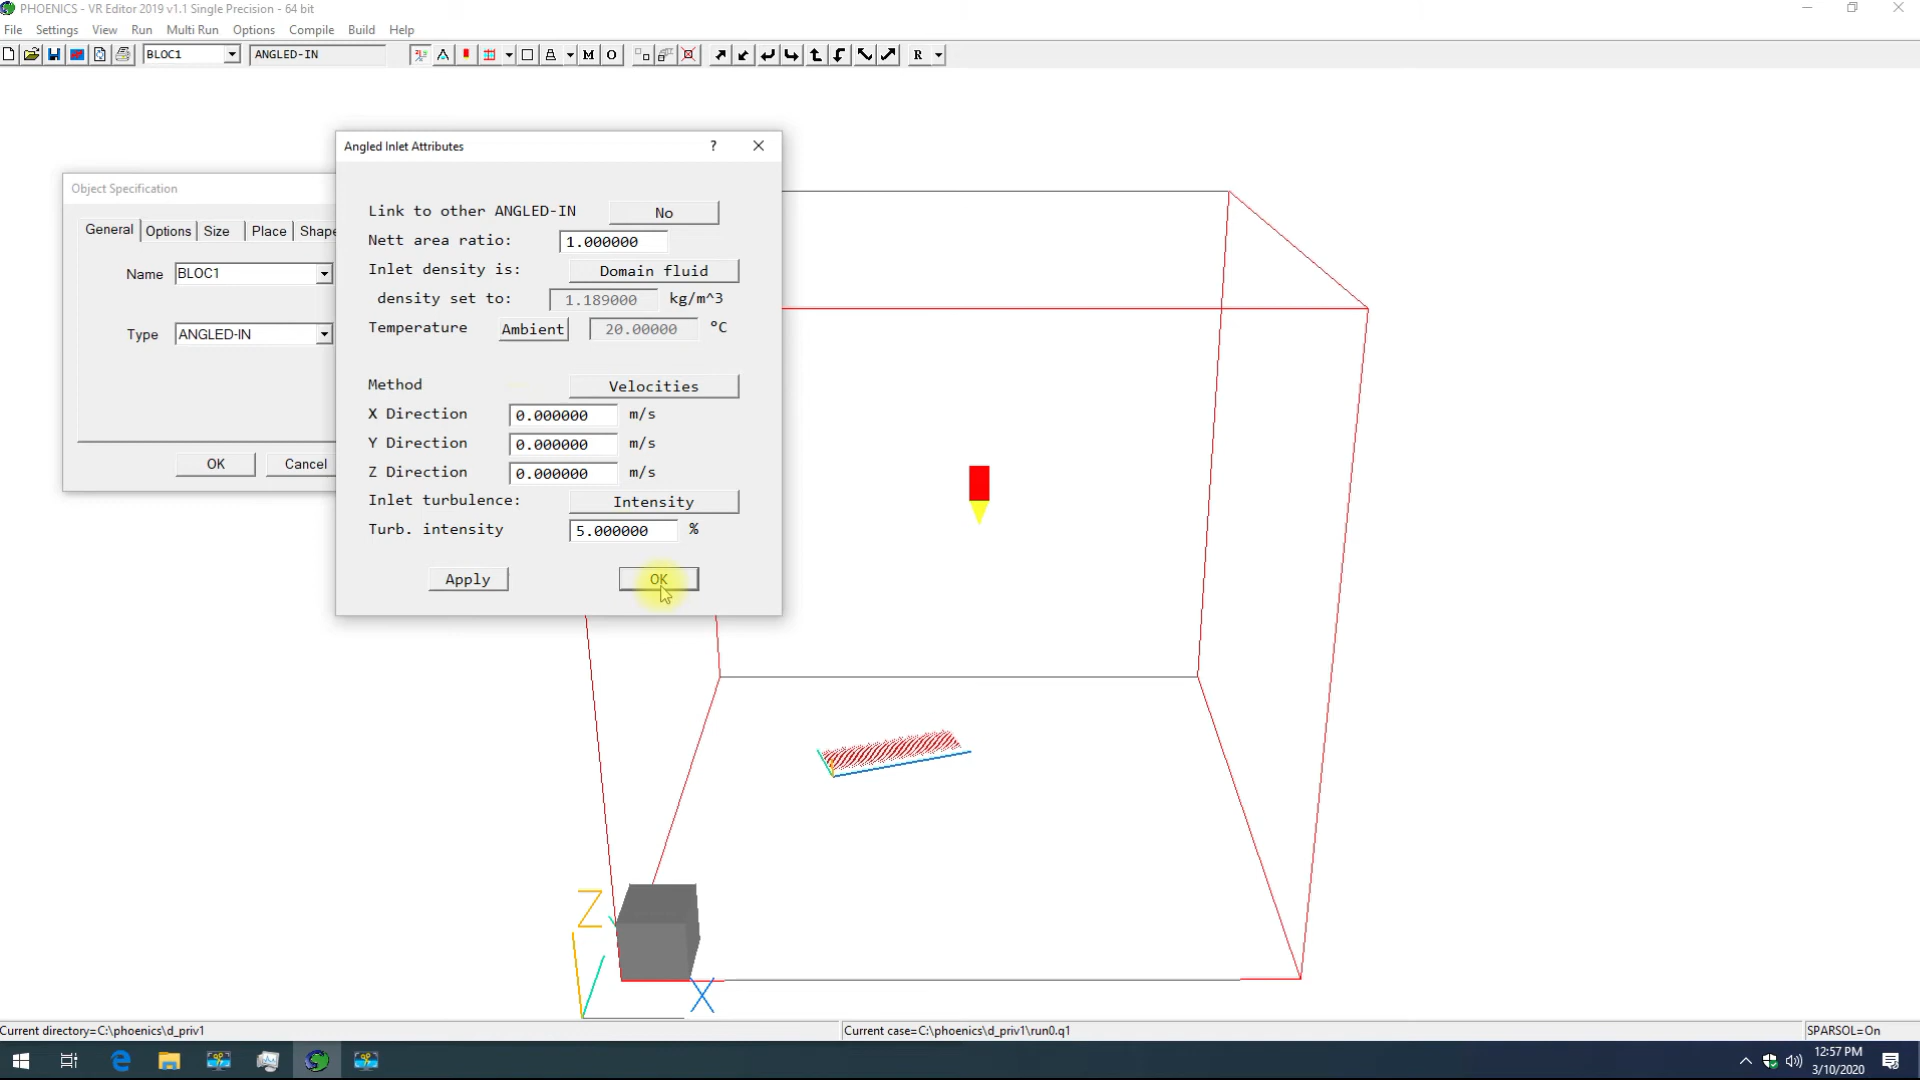 PHOENICS - VR Editor 2019 v1.1 Single Precision - 64 bit
File Settings View Run Multi Run Options Compile Build Help
BLOC1 ANGLED-IN M O R
Angled Inlet Attributes ?
Object Specification
General Options Size Place Shape
Name BLOC1
Type ANGLED-IN
OK Cancel
Link to other ANGLED-IN No
Nett area ratio: 1.000000
Inlet density is: Domain fluid
density set to: 1.189000 kg/m^3
Temperature Ambient 20.00000 °C
Method Velocities
X Direction 0.000000 m/s
Y Direction 0.000000 m/s
Z Direction 0.000000 m/s
Inlet turbulence: Intensity
Turb. intensity 5.000000 %
Apply OK
Z
X
Current directory=C:\phoenics\d_priv1 Current case=C:\phoenics\d_priv1\run0.q1 SPARSOL=On
12:57 PM
3/10/2020